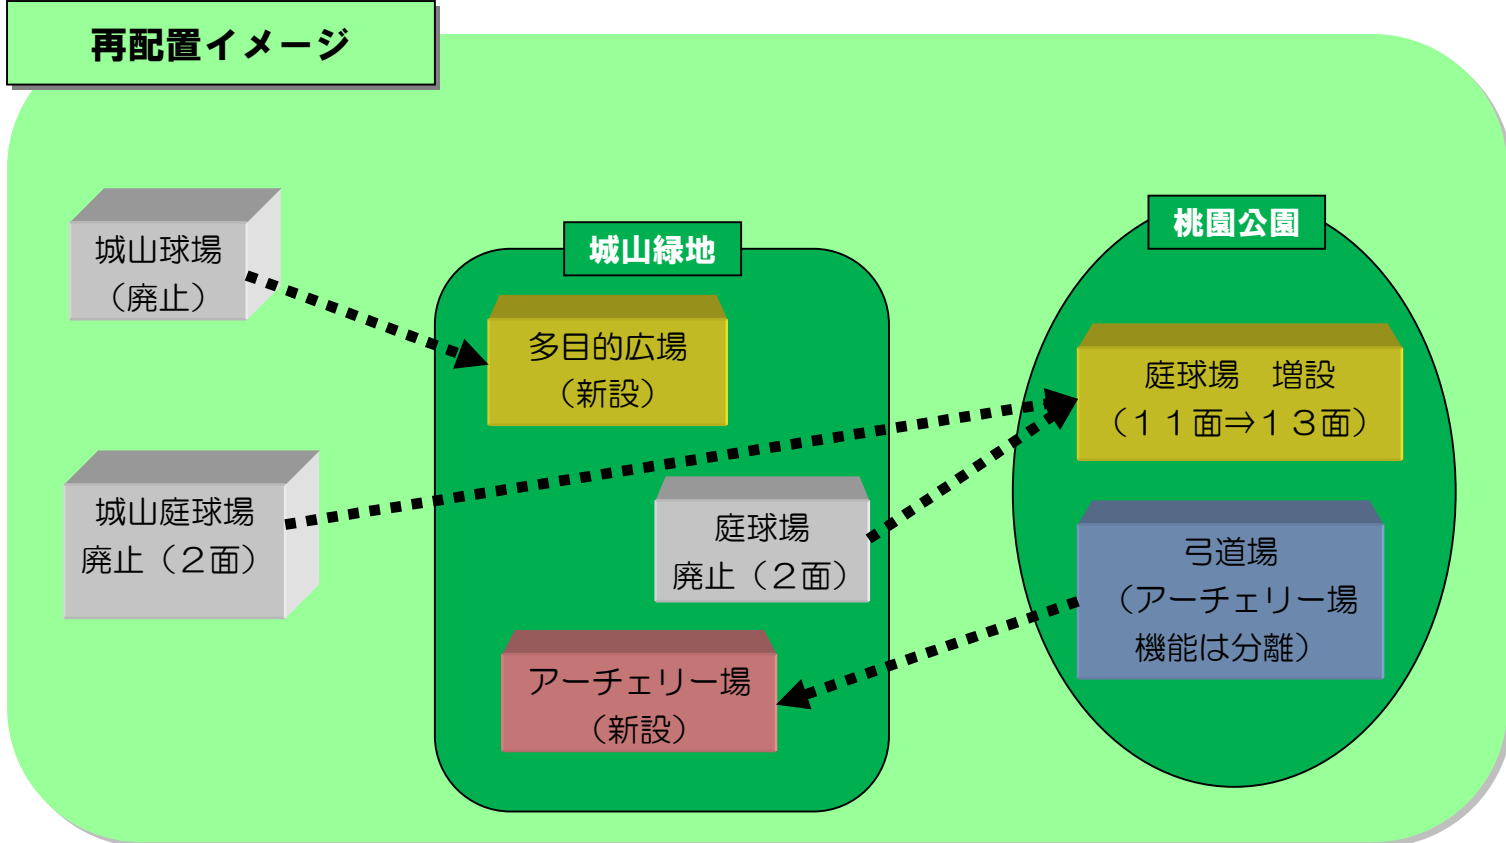 再配置イメージ
城山球場
（廃止）
城山庭球場
廃止（２面）
城山緑地
多目的広場
（新設）
庭球場
廃止（２面）
アーチェリー場
（新設）
桃園公園
庭球場　増設
（１１面⇒１３面）
弓道場
（アーチェリー場
機能は分離）